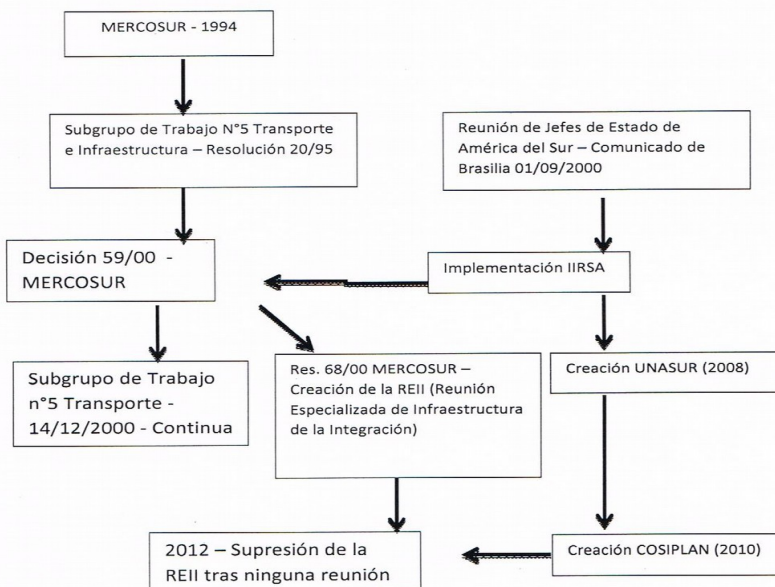 MERCOSUR - 1994
Subgrupo de Trabajo N°5 Transporte
e Infraestructura – Resolución 20/95
Reunión de Jefes de Estado de
América del Sur – Comunicado de
Brasilia 01/09/2000
Decisión 59/00 -
MERCOSUR
Implementación IIRSA
Subgrupo de Trabajo
n°5 Transporte -
14/12/2000 - Continua
Res. 68/00 MERCOSUR –
Creación de la REII (Reunión
Especializada de Infraestructura
de la Integración)
Creación UNASUR (2008)
2012 – Supresión de la
REII tras ninguna reunión
Creación COSIPLAN (2010)